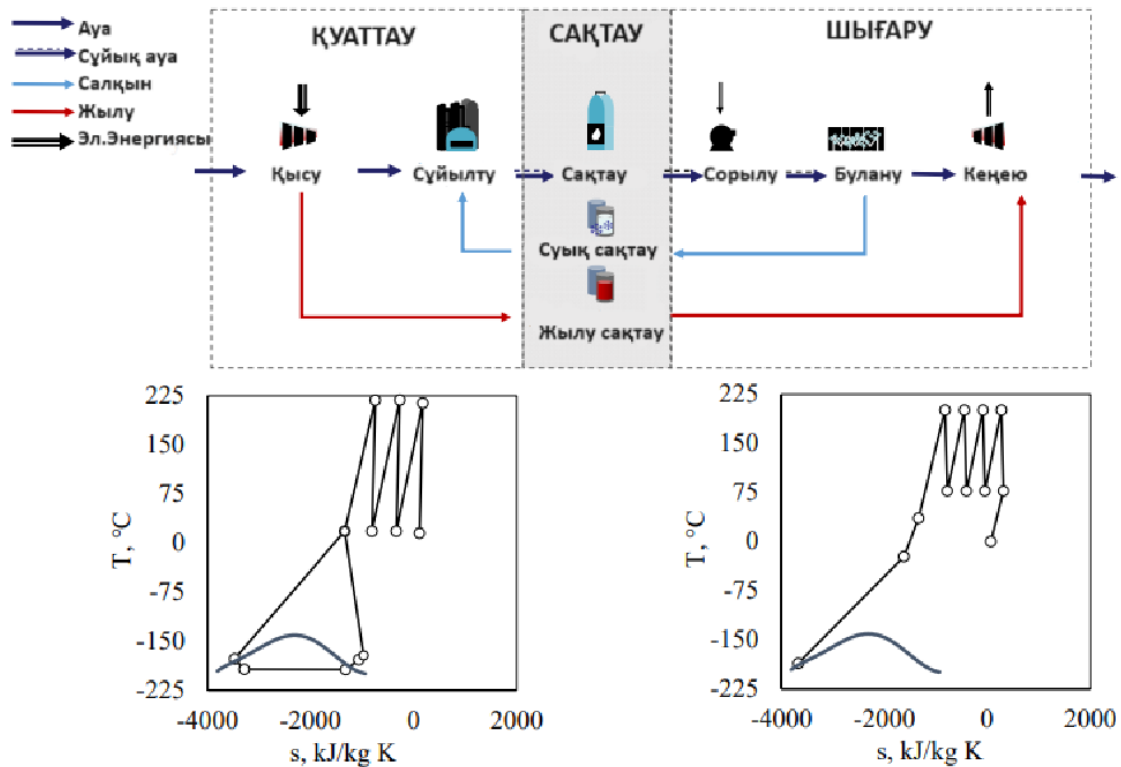 Ауа
Сұйық ауа
Салқын
Жылу
Эл.Энергиясы
ҚУАТТАУ
САҚТАУ
ШЫҒАРУ
Қысу
Сұйылту
Сақтау
Сорылу
Булану
Кеңею
Суық сақтау
Жылу сақтау
225
150
75
0
-75
-150
-225
T, °C
-4000 -2000 0 2000
s, kJ/kg K
225
150
75
0
-75
-150
-225
T, °C
-4000 -2000 0 2000
s, kJ/kg K